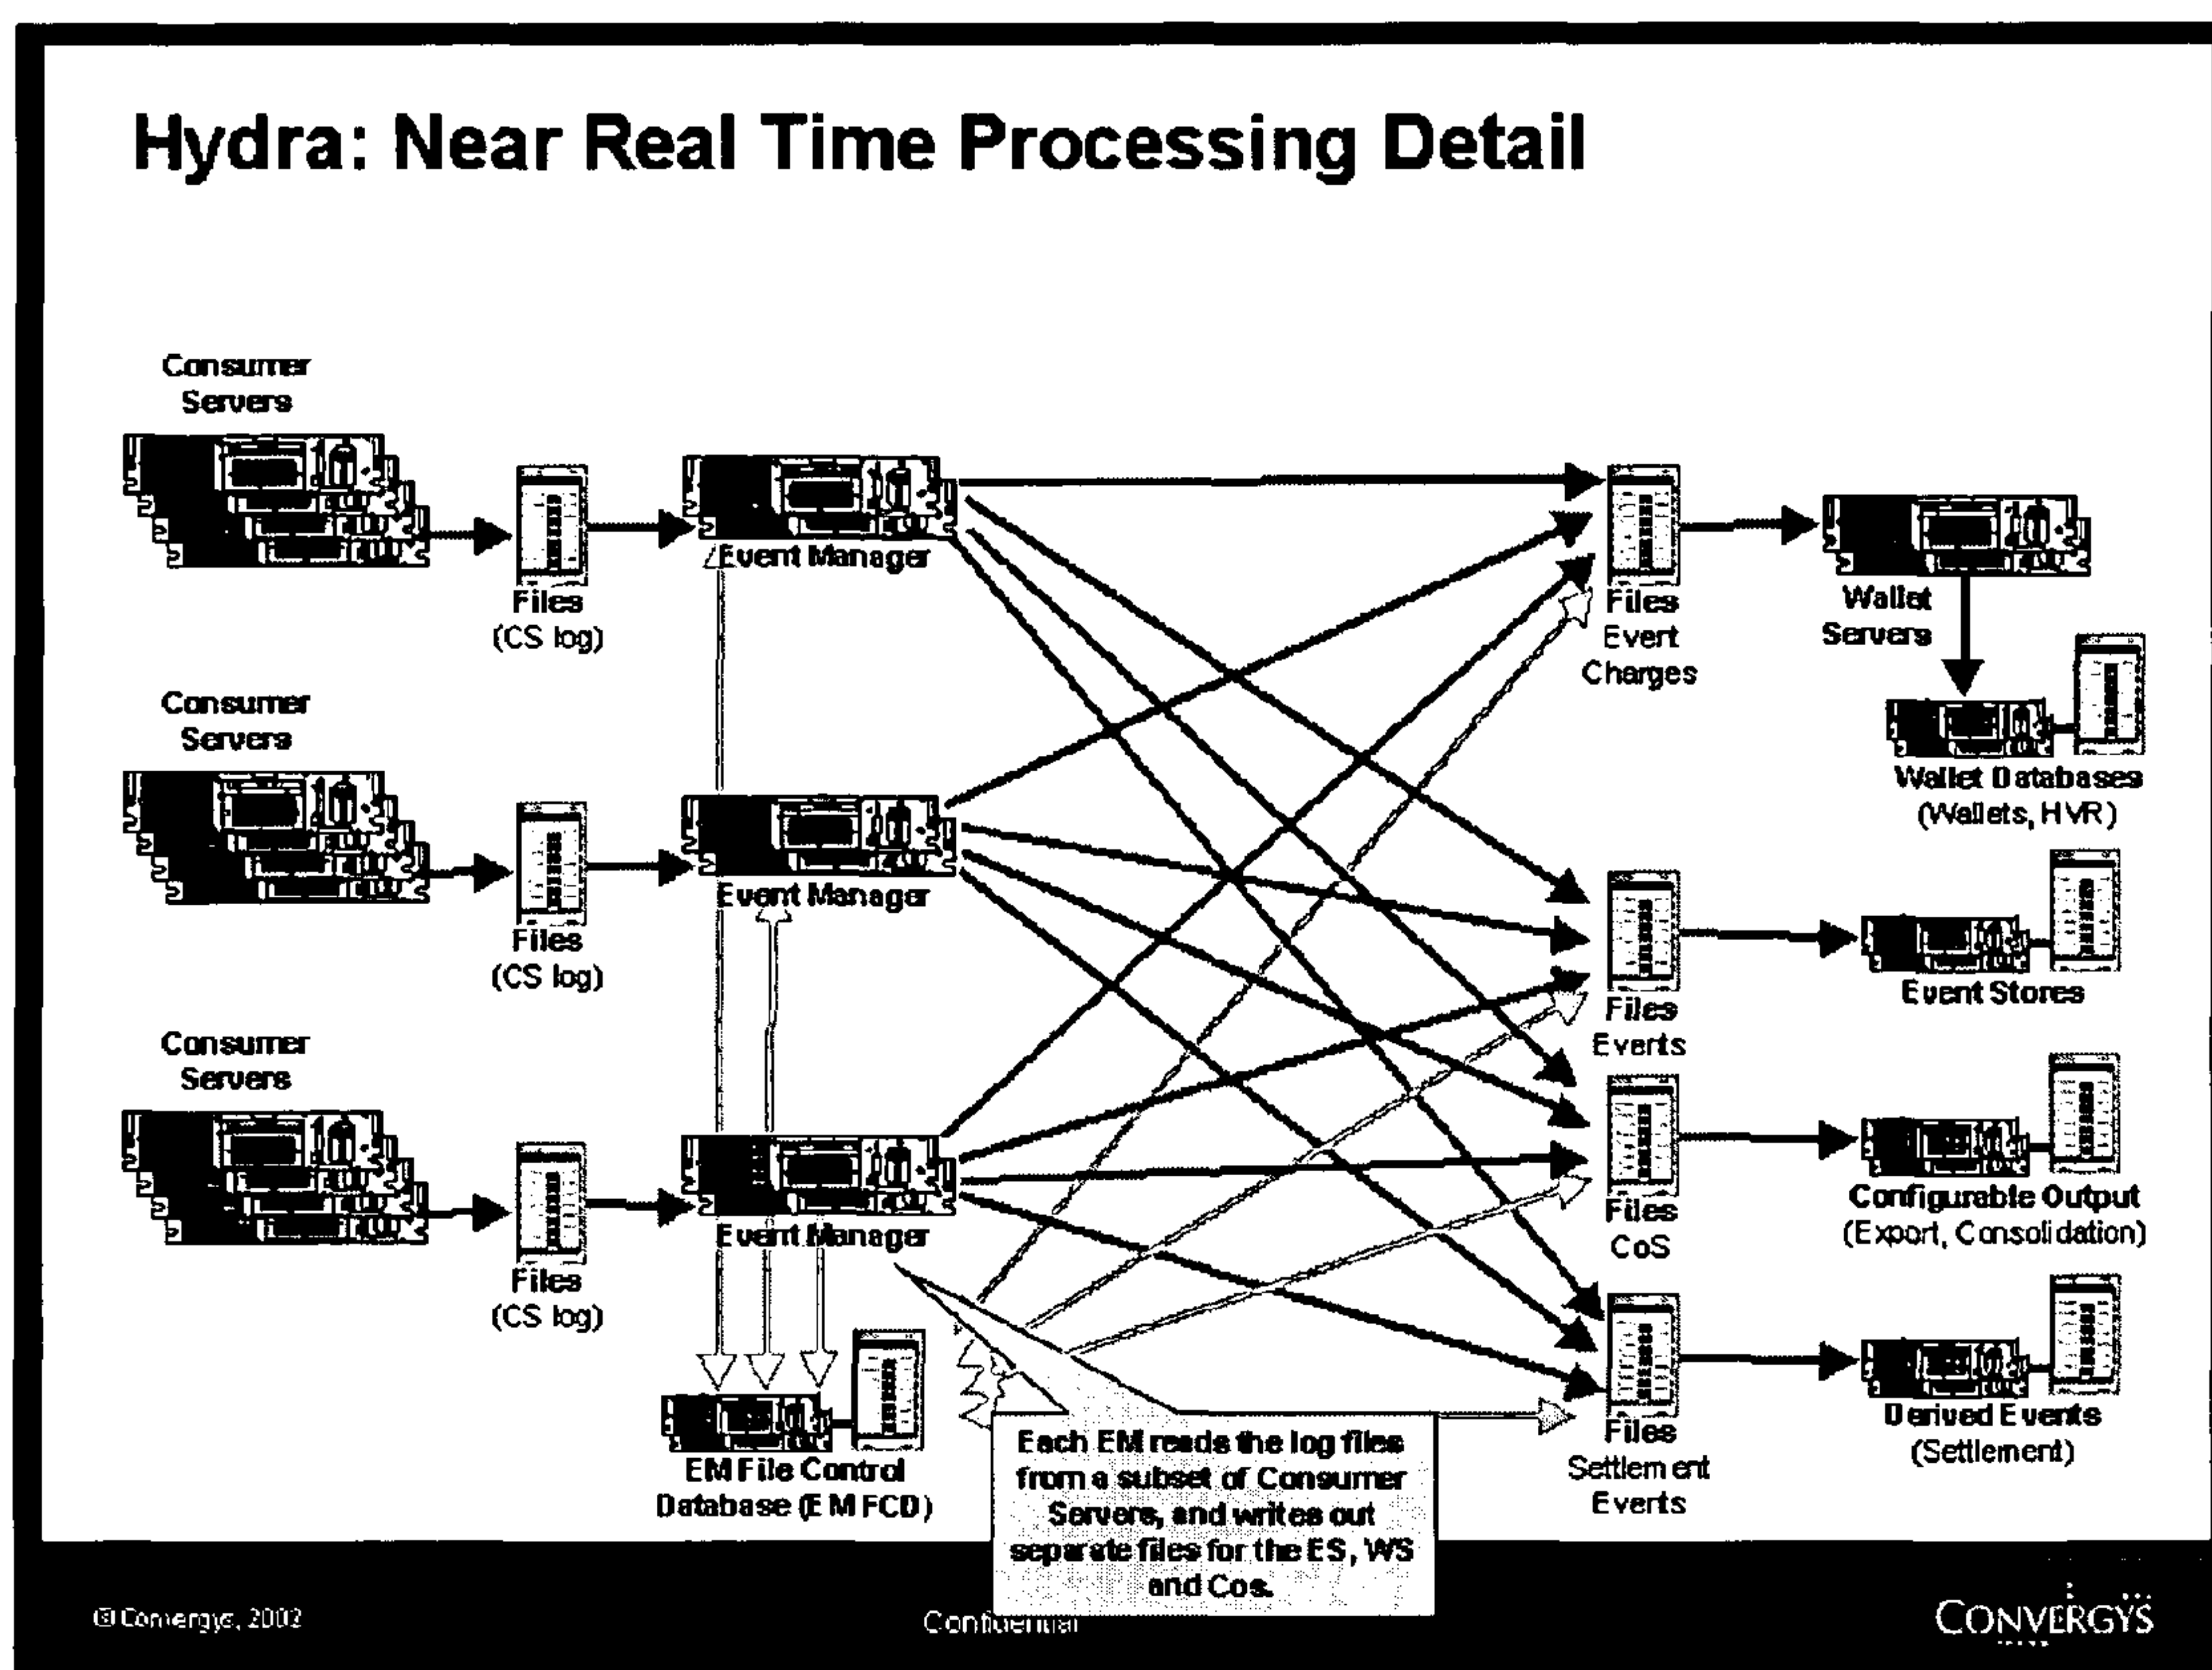 Hydra: Near Real Time Processing Detail
Consumer
Servers
Files
(CS log)
Event Manager
Files
Event
Charges
Wallet
Servers
Wallet Databases
(Wallets, HVR)
Consumer
Servers
Files
(CS log)
Event Manager
Files
Events
Event Stores
Consumer
Servers
Files
(CS log)
Event Manager
Files
CoS
Configurable Output
(Export, Consolidation)
EM File Control
Database (EMFCD)
Files
Settlement
Events
Derived Events
(Settlement)
Each EM reads the log files
from a subset of Consumer
Servers, and writes out
separate files for the ES, WS
and Cos.
© Convergys, 2002
Confidential
CONVERGYS